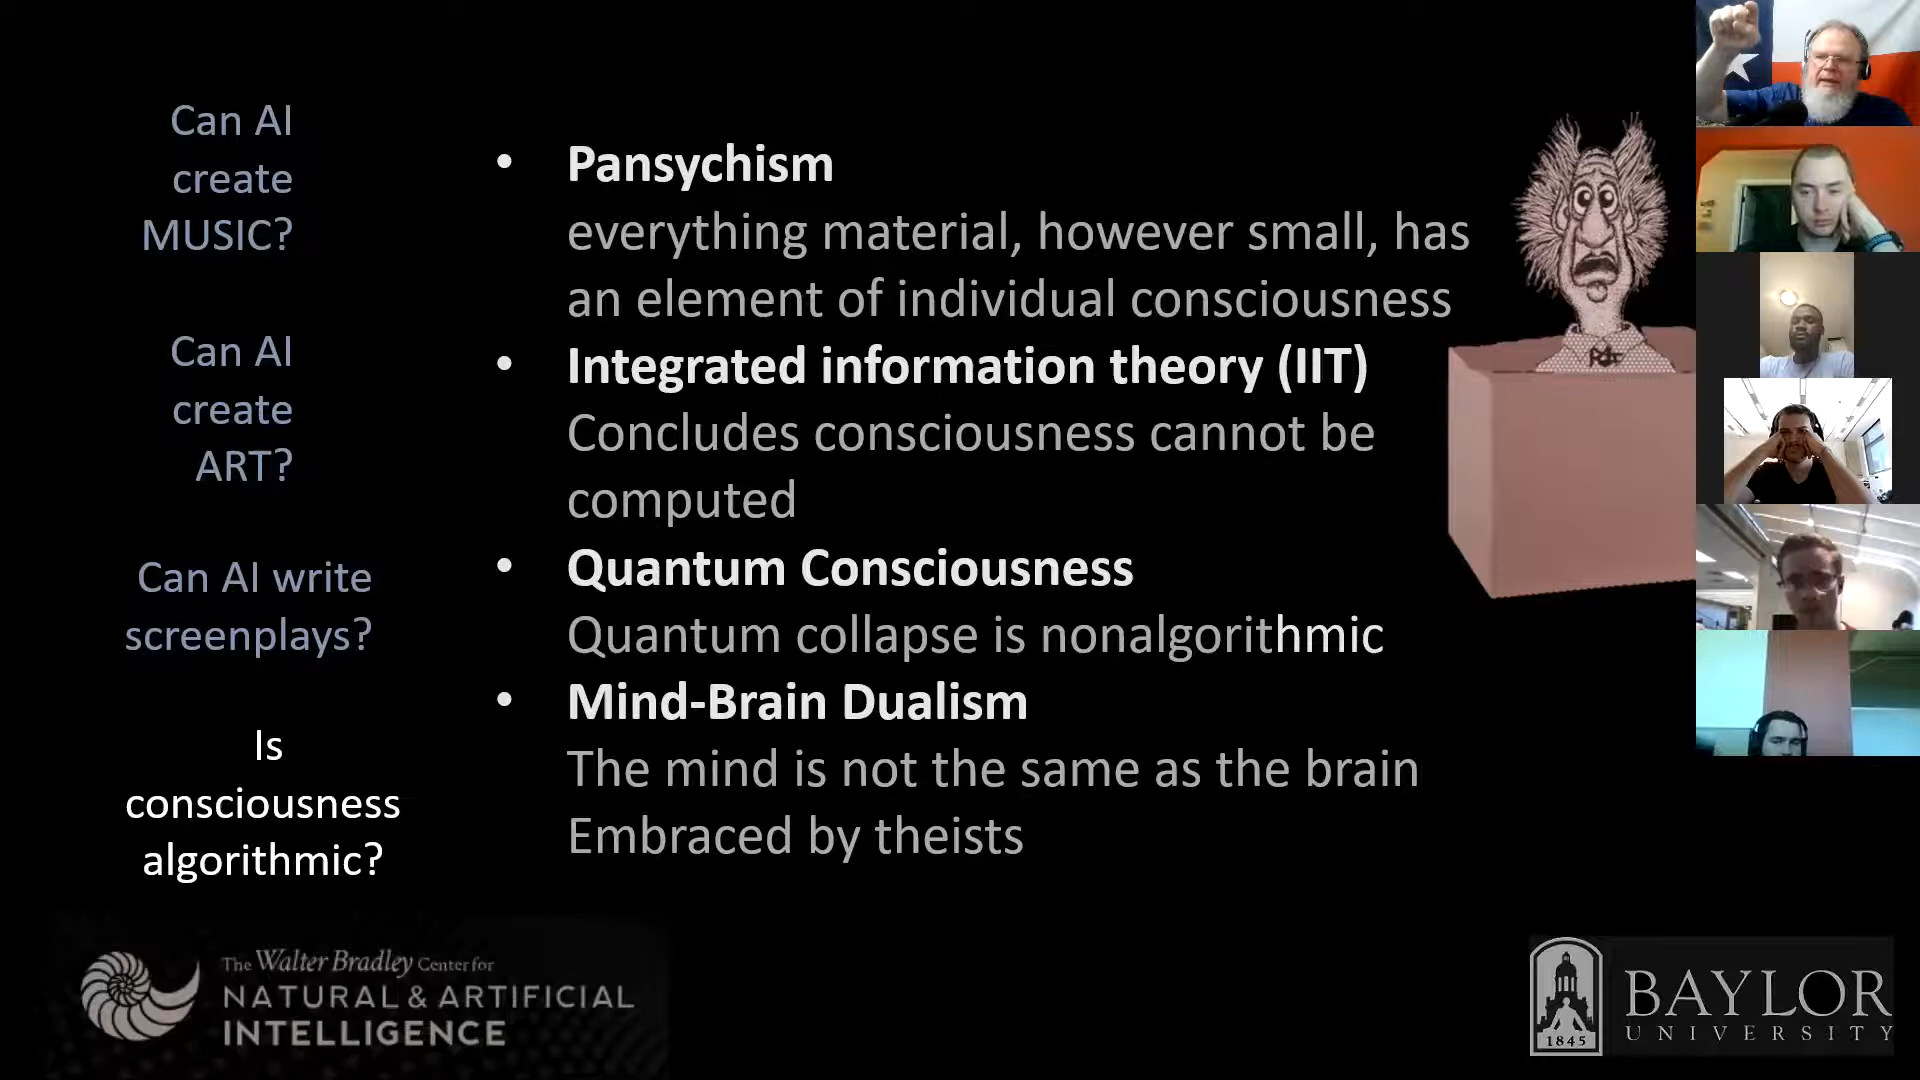 Can AI
create
MUSIC?
Can AI
create
ART?
Can AI write
screenplays?
Is
consciousness
algorithmic?
• Pansychism
everything material, however small, has
an element of individual consciousness
• Integrated information theory (IIT)
Concludes consciousness cannot be
computed
• Quantum Consciousness
Quantum collapse is nonalgorithmic
• Mind-Brain Dualism
The mind is not the same as the brain
Embraced by theists
The Walter Bradley Center for
NATURAL & ARTIFICIAL
INTELLIGENCE
1845
BAYLOR
UNIVERSITY